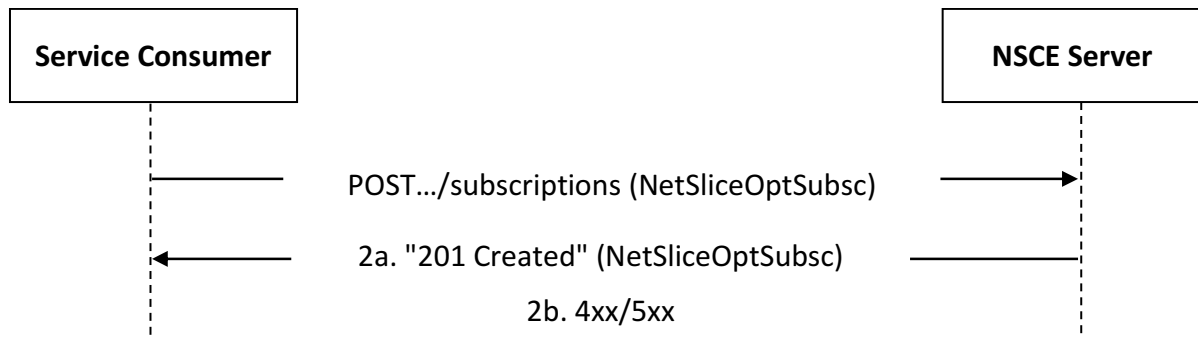 Service Consumer
NSCE Server
POST…/subscriptions (NetSliceOptSubsc)
2a. "201 Created" (NetSliceOptSubsc)
2b. 4xx/5xx